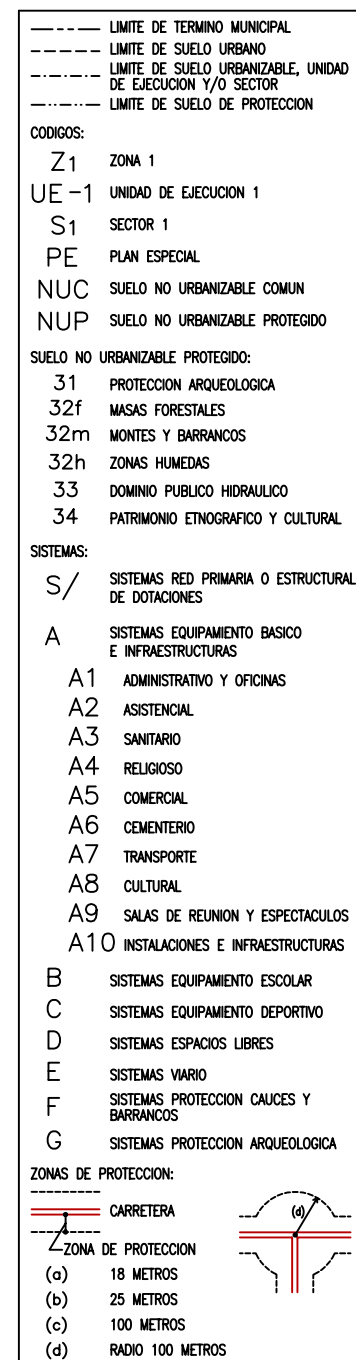 LIMITE DE TERMINO MUNICIPAL
LIMITE DE SUELO URBANO
LIMITE DE SUELO URBANIZABLE, UNIDAD
DE EJECUCION Y/O SECTOR
LIMITE DE SUELO DE PROTECCION
CODIGOS:
Z1 ZONA 1
UE-1 UNIDAD DE EJECUCION 1
S1 SECTOR 1
PE PLAN ESPECIAL
NUC SUELO NO URBANIZABLE COMUN
NUP SUELO NO URBANIZABLE PROTEGIDO
SUELO NO URBANIZABLE PROTEGIDO:
31 PROTECCION ARQUEOLOGICA
32f MASAS FORESTALES
32m MONTES Y BARRANCOS
32h ZONAS HUMEDAS
33 DOMINIO PUBLICO HIDRAULICO
34 PATRIMONIO ETNOGRAFICO Y CULTURAL
SISTEMAS:
S/ SISTEMAS RED PRIMARIA O ESTRUCTURAL
DE DOTACIONES
A SISTEMAS EQUIPAMIENTO BASICO
E INFRAESTRUCTURAS
A1 ADMINISTRATIVO Y OFICINAS
A2 ASISTENCIAL
A3 SANITARIO
A4 RELIGIOSO
A5 COMERCIAL
A6 CEMENTERIO
A7 TRANSPORTE
A8 CULTURAL
A9 SALAS DE REUNION Y ESPECTACULOS
A10 INSTALACIONES E INFRAESTRUCTURAS
B SISTEMAS EQUIPAMIENTO ESCOLAR
C SISTEMAS EQUIPAMIENTO DEPORTIVO
D SISTEMAS ESPACIOS LIBRES
E SISTEMAS VIARIO
F SISTEMAS PROTECCION CAUCES Y
BARRANCOS
G SISTEMAS PROTECCION ARQUEOLOGICA
ZONAS DE PROTECCION:
CARRETERA
(d)
ZONA DE PROTECCION
(a) 18 METROS
(b) 25 METROS
(c) 100 METROS
(d) RADIO 100 METROS